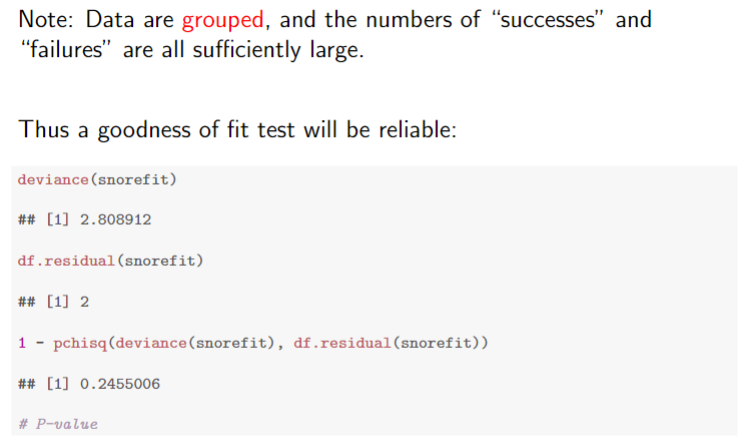 Note: Data are grouped, and the numbers of “successes” and
“failures” are all sufficiently large.
Thus a goodness of fit test will be reliable:
deviance(snorefit)
## [1] 2.808912
df.residual(snorefit)
## [1] 2
1 - pchisq(deviance(snorefit), df.residual(snorefit))
## [1] 0.2455006
# P-value